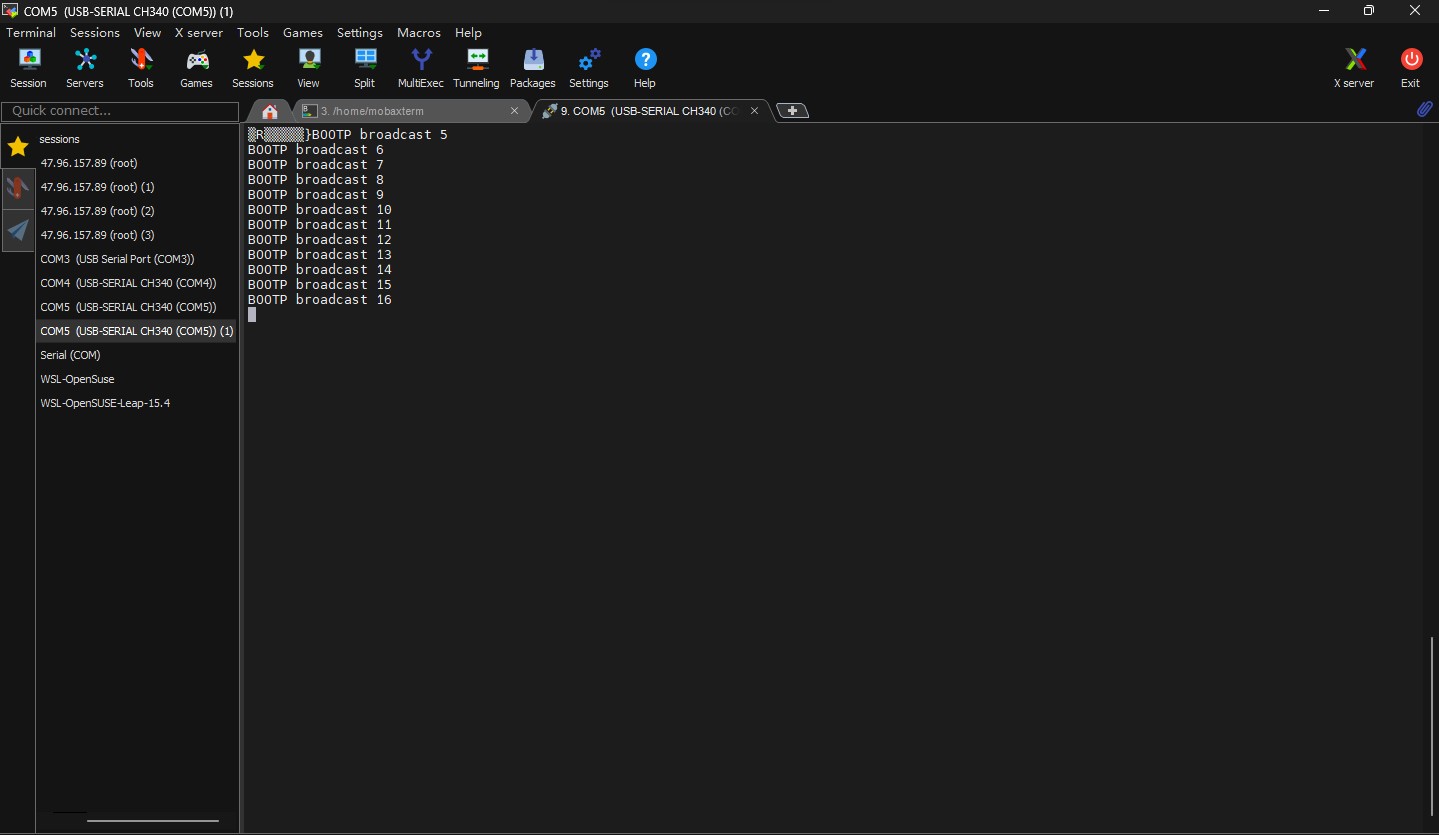 COM5  (USB-SERIAL CH340 (COM5)) (1)
Terminal Sessions View X server Tools Games Settings Macros Help
Session Servers Tools Games Sessions View Split MultiExec Tunneling Packages Settings Help X server Exit
Quick connect...
3. /home/mobaxterm
9. COM5  (USB-SERIAL CH340 (CO
sessions
47.96.157.89 (root)
47.96.157.89 (root) (1)
47.96.157.89 (root) (2)
47.96.157.89 (root) (3)
COM3  (USB Serial Port (COM3))
COM4  (USB-SERIAL CH340 (COM4))
COM5  (USB-SERIAL CH340 (COM5))
COM5  (USB-SERIAL CH340 (COM5)) (1)
Serial (COM)
WSL-OpenSuse
WSL-OpenSUSE-Leap-15.4
▒R▒▒▒▒▒}BOOTP broadcast 5
BOOTP broadcast 6
BOOTP broadcast 7
BOOTP broadcast 8
BOOTP broadcast 9
BOOTP broadcast 10
BOOTP broadcast 11
BOOTP broadcast 12
BOOTP broadcast 13
BOOTP broadcast 14
BOOTP broadcast 15
BOOTP broadcast 16